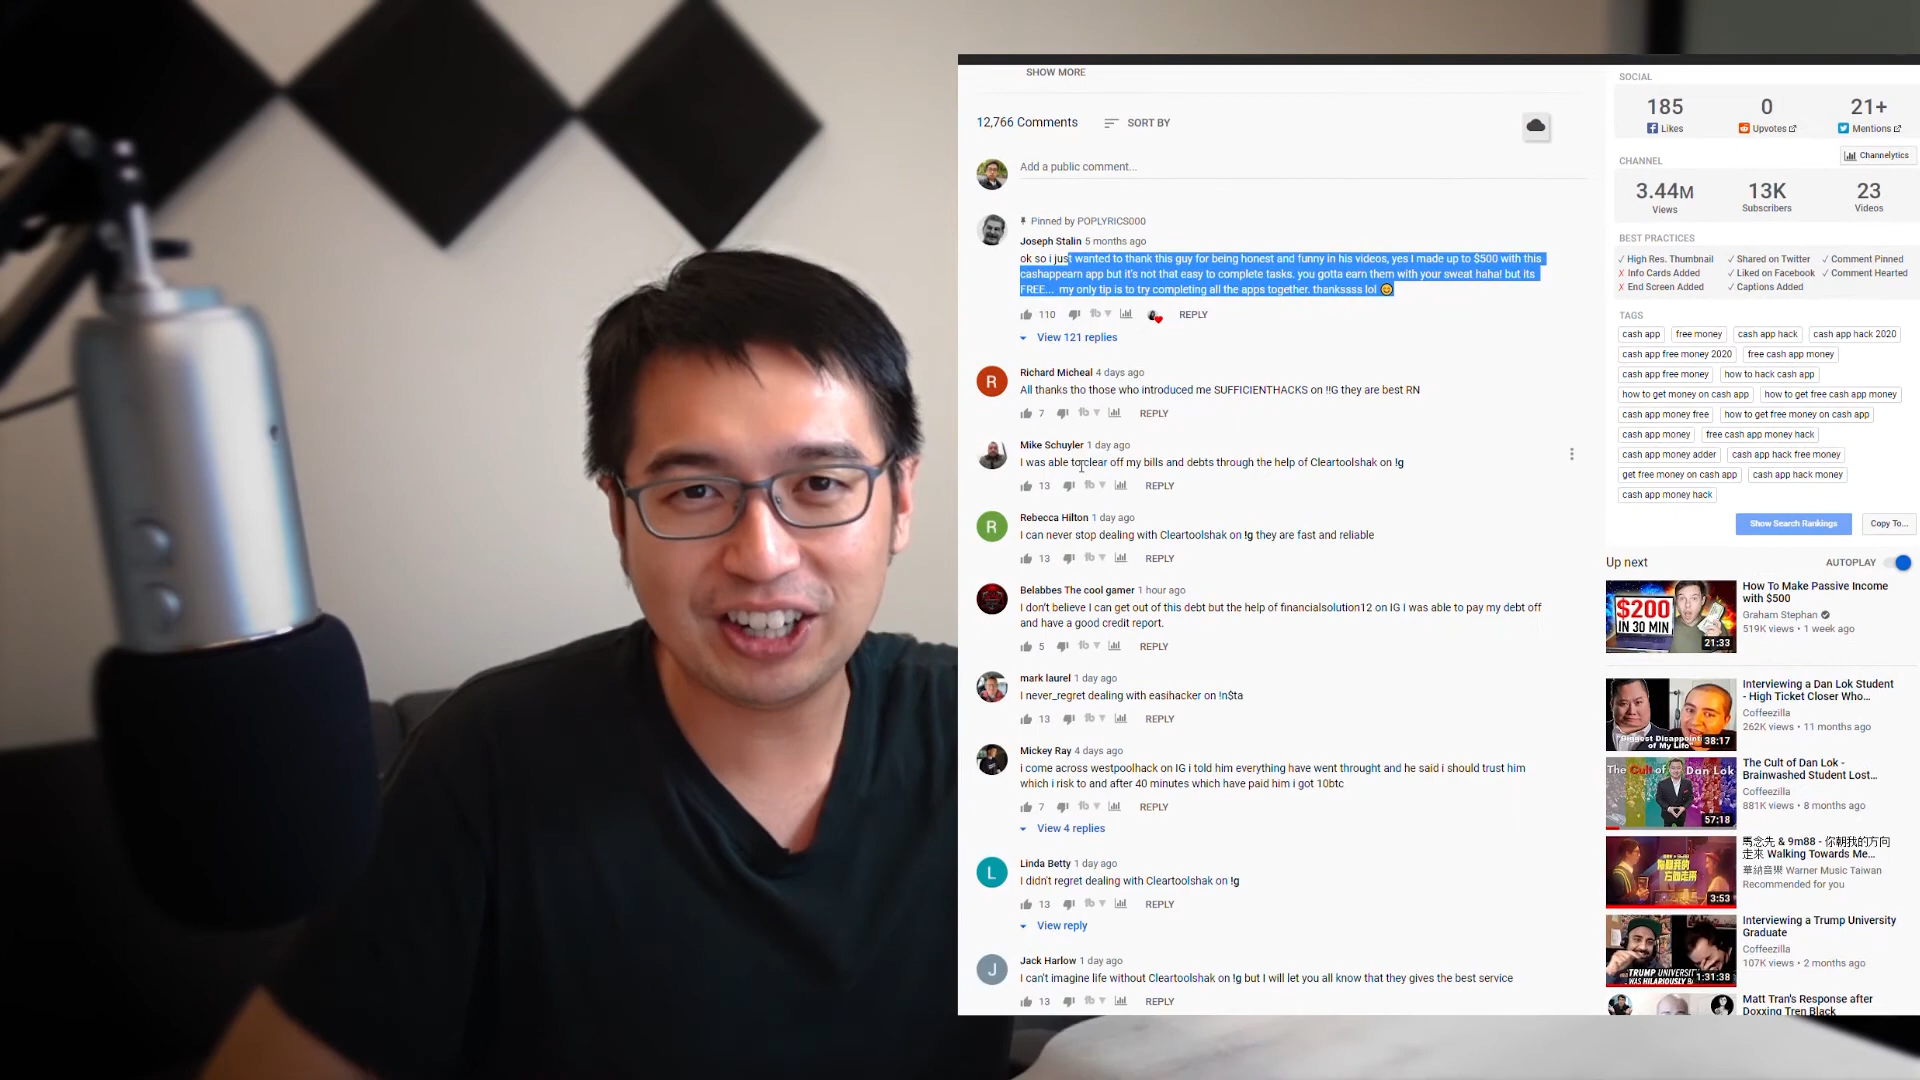 SHOW MORE
12,766 Comments
SORT BY
Add a public comment...
Pinned by POPLYRICS000
Joseph Stalin 5 months ago
ok so i just wanted to thank this guy for being honest and funny in his videos, yes I made up to $500 with this
cashappearn app but it's not that easy to complete tasks. you gotta earn them with your sweat haha! but its
FREE... my only tip is to try completing all the apps together. thankssss lol
110 REPLY
View 121 replies
R
Richard Micheal 4 days ago
All thanks tho those who introduced me SUFFICIENTHACKS on !!G they are best RN
7 REPLY
Mike Schuyler 1 day ago
I was able to clear off my bills and debts through the help of Cleartoolshak on !g
13 REPLY
R
Rebecca Hilton 1 day ago
I can never stop dealing with Cleartoolshak on !g they are fast and reliable
13 REPLY
Belabbes The cool gamer 1 hour ago
I don't believe I can get out of this debt but the help of financialsolution12 on IG I was able to pay my debt off
and have a good credit report.
5 REPLY
mark laurel 1 day ago
I never_regret dealing with easihacker on !n$ta
13 REPLY
Mickey Ray 4 days ago
i come across westpoolhack on IG i told him everything have went throught and he said i should trust him
which i risk to and after 40 minutes which have paid him i got 10btc
7 REPLY
View 4 replies
L
Linda Betty 1 day ago
I didn't regret dealing with Cleartoolshak on !g
13 REPLY
View reply
J
Jack Harlow 1 day ago
I can't imagine life without Cleartoolshak on !g but I will let you all know that they gives the best service
13 REPLY
SOCIAL
185 0 21+
Likes Upvotes Mentions
CHANNEL
Channelytics
3.44M 13K 23
Views Subscribers Videos
BEST PRACTICES
✓ High Res. Thumbnail ✓ Shared on Twitter ✓ Comment Pinned
✗ Info Cards Added ✓ Liked on Facebook ✓ Comment Hearted
✗ End Screen Added ✓ Captions Added
TAGS
cash app free money cash app hack cash app hack 2020
cash app free money 2020 free cash app money
cash app free money how to hack cash app
how to get money on cash app how to get free cash app money
cash app money free how to get free money on cash app
cash app money free cash app money hack
cash app money adder cash app hack free money
get free money on cash app cash app hack money
cash app money hack
Show Search Rankings Copy To...
Up next AUTOPLAY
$200
IN 30 MIN
21:33
How To Make Passive Income
with $500
Graham Stephan
519K views • 1 week ago
"Biggest Disappoint
of My Life"
38:17
Interviewing a Dan Lok Student
- High Ticket Closer Who...
Coffeezilla
262K views • 11 months ago
The Cult of Dan Lok
57:18
The Cult of Dan Lok -
Brainwashed Student Lost...
Coffeezilla
881K views • 8 months ago
3:53
馬念先 & 9m88 - 你朝我的方向
走來 Walking Towards Me...
華納音樂 Warner Music Taiwan
Recommended for you
TRUMP UNIVERSIT
WAS HILARIOUSLY B
1:31:38
Interviewing a Trump University
Graduate
Coffeezilla
107K views • 2 months ago
Matt Tran's Response after
Doxxing Tren Black